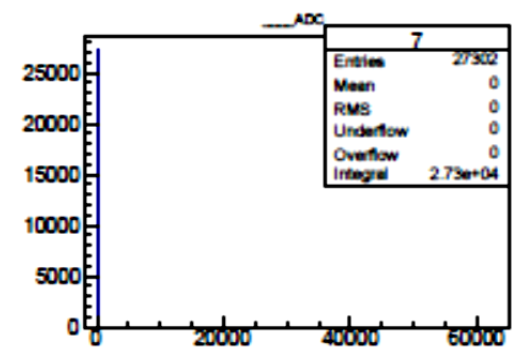 ____ADC
7
Entries 27302
Mean 0
RMS 0
Underflow 0
Overflow 0
Integral 2.73e+04
25000
20000
15000
10000
5000
0
0 20000 40000 60000